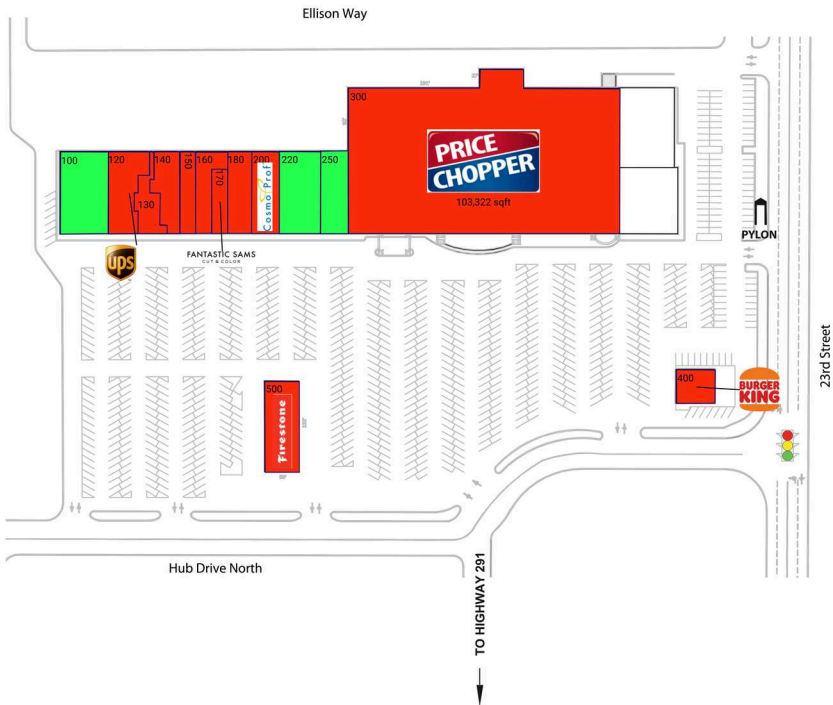 Ellison Way
300
PRICE
CHOPPER
103,322 sqft
100
120
140
150
160
180
200
220
250
130
170
Cosmo Prof
ups
FANTASTIC SAMS
CUT & COLOR
PYLON
23rd Street
400
BURGER
KING
500
Firestone
Hub Drive North
TO HIGHWAY 291